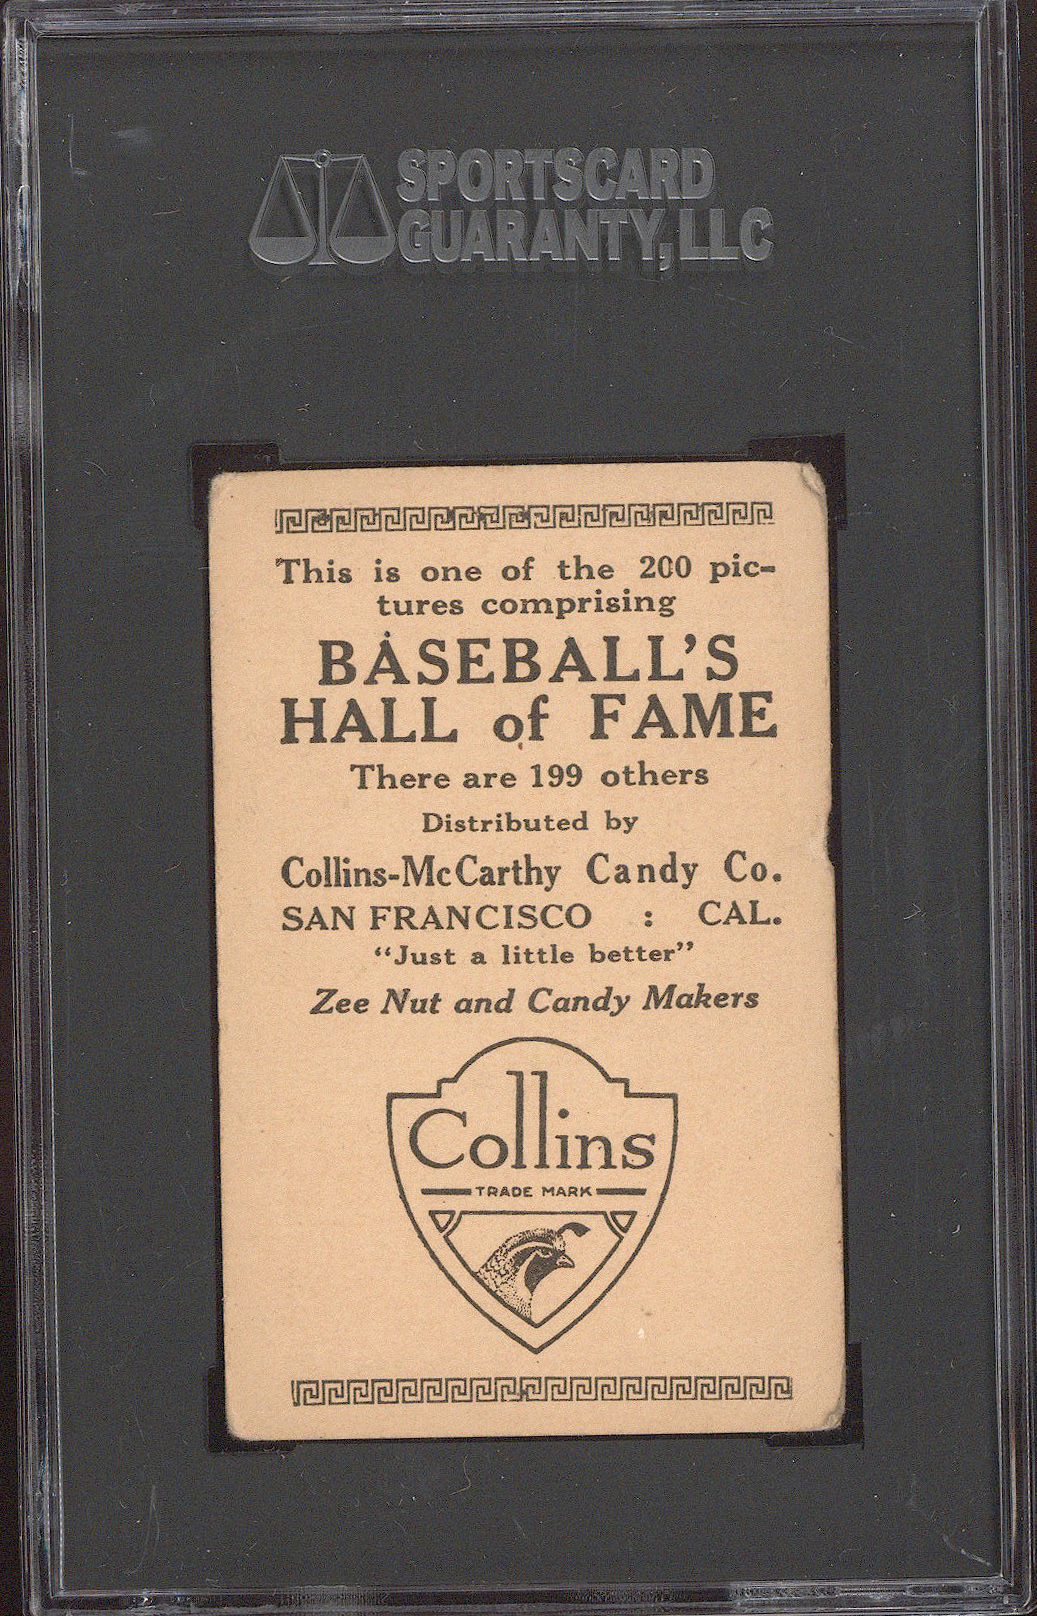 SPORTSCARD
GUARANTY, LLC
This is one of the 200 pic-
tures comprising
BASEBALL'S
HALL of FAME
There are 199 others
Distributed by
Collins-McCarthy Candy Co.
SAN FRANCISCO : CAL.
"Just a little better"
Zee Nut and Candy Makers
Collins
TRADE MARK